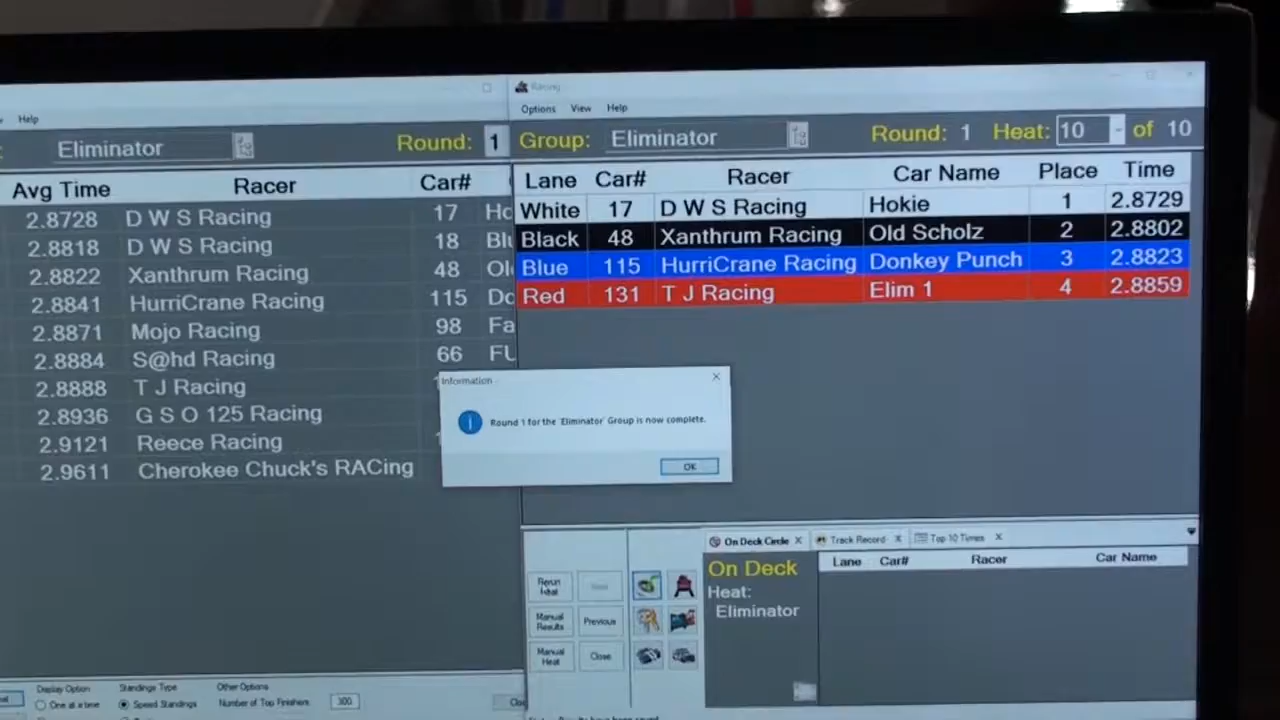 Help
Eliminator
Round: 1
Avg Time Racer Car#
2.8728 D W S Racing 17
2.8818 D W S Racing 18
2.8822 Xanthrum Racing 48
2.8841 HurriCrane Racing 115
2.8871 Mojo Racing 98
2.8884 S@hd Racing 66
2.8888 T J Racing
2.8936 G S O 125 Racing
2.9121 Reece Racing
2.9611 Cherokee Chuck's RACing
Display Option Standings Type Other Options
One at a time Speed Standings Number of Top Finishers 300
Racing
Options View Help
Group: Eliminator Round: 1 Heat: 10 of 10
Lane Car# Racer Car Name Place Time
White 17 D W S Racing Hokie 1 2.8729
Black 48 Xanthrum Racing Old Scholz 2 2.8802
Blue 115 HurriCrane Racing Donkey Punch 3 2.8823
Red 131 T J Racing Elim 1 4 2.8859
Information
Round 1 for the 'Eliminator' Group is now complete.
OK
Rerun Heat
Manual Results Previous
Manual Heat Close
On Deck Circle Track Record Top 10 Times
On Deck
Heat:
Eliminator
Lane Car# Racer Car Name